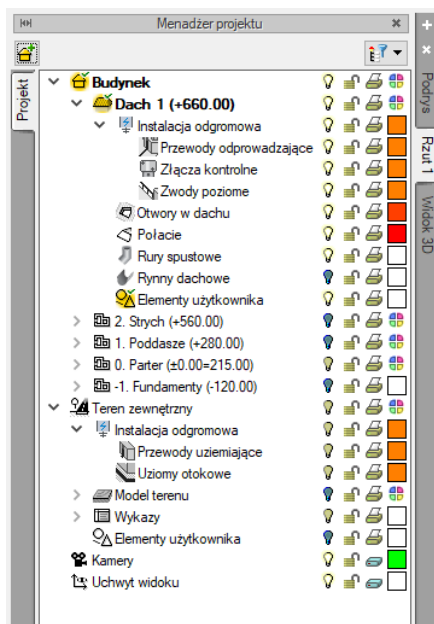 Menadżer projektu
Projekt
Budynek
Dach 1 (+660.00)
Instalacja odgromowa
Przewody odprowadzające
Złącza kontrolne
Zwody poziome
Otwory w dachu
Połacie
Rury spustowe
Rynny dachowe
Elementy użytkownika
2. Strych (+560.00)
1. Poddasze (+280.00)
0. Parter (±0.00=215.00)
-1. Fundamenty (-120.00)
Teren zewnętrzny
Instalacja odgromowa
Przewody uziemiające
Uziomy otokowe
Model terenu
Wykazy
Elementy użytkownika
Kamery
Uchwyt widoku
Podrys
Rzut 1
Widok 3D